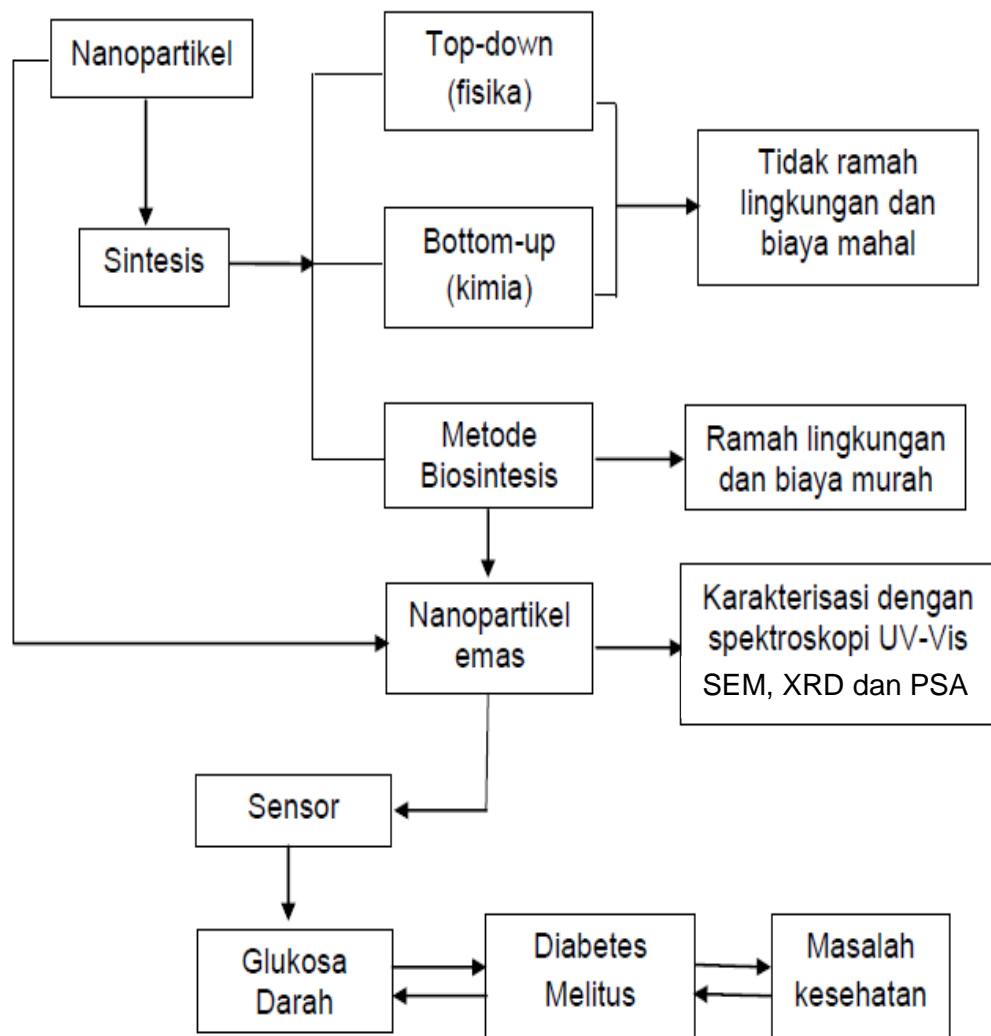 Nanopartikel
Top-down
(fisika)
Tidak ramah
lingkungan dan
biaya mahal
Sintesis
Bottom-up
(kimia)
Metode
Biosintesis
Ramah lingkungan
dan biaya murah
Nanopartikel
emas
Karakterisasi dengan
spektroskopi UV-Vis
SEM, XRD dan PSA
Sensor
Glukosa
Darah
Diabetes
Melitus
Masalah
kesehatan